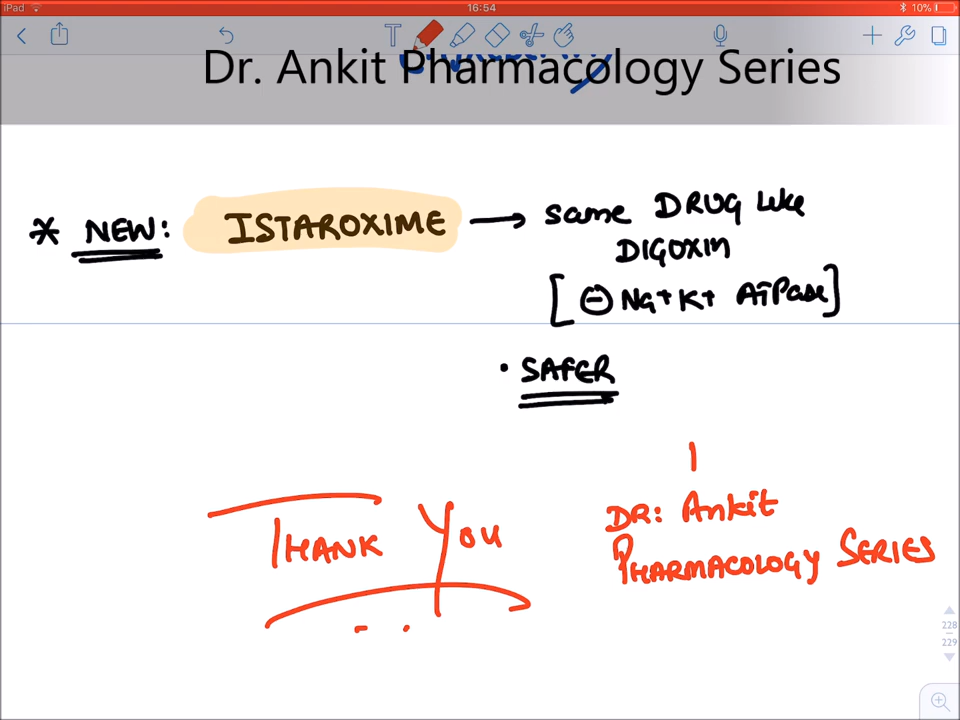 iPad
16:54
10%
T
Dr. Ankit Pharmacology Series
* NEW: ISTAROXIME → same DRUG like
DIGOXIN
[⊖ Na+K+ ATPase]
• SAFER
THANK YOU
DR: Ankit
PHARMACOLOGY SERIES
228
229